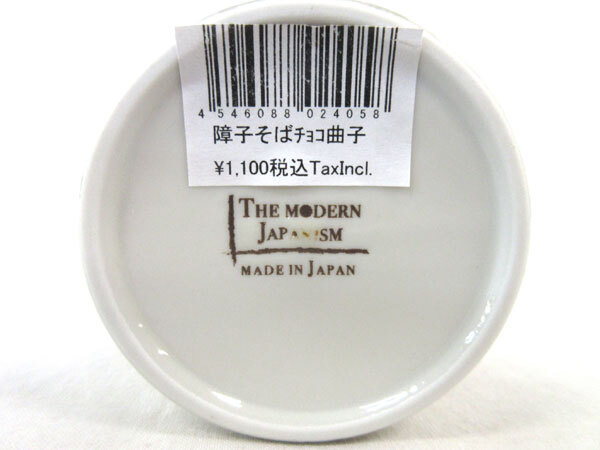 4 546088 024058
障子そばﾁｮｺ曲子
¥1,100税込TaxIncl.
THE MODERN
JAPANISM
MADE IN JAPAN